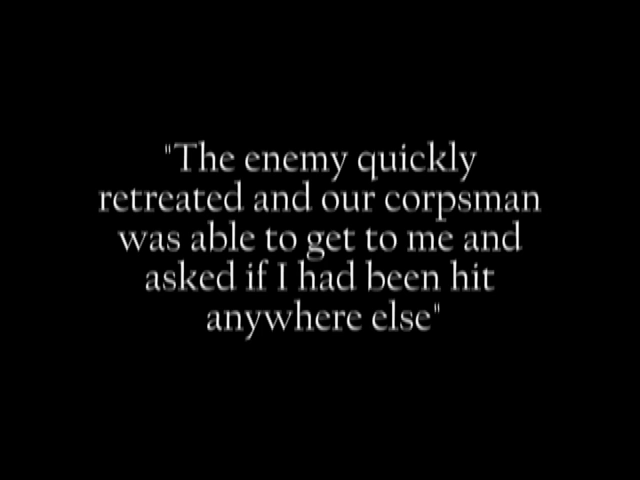 "The enemy quickly
retreated and our corpsman
was able to get to me and
asked if I had been hit
anywhere else"